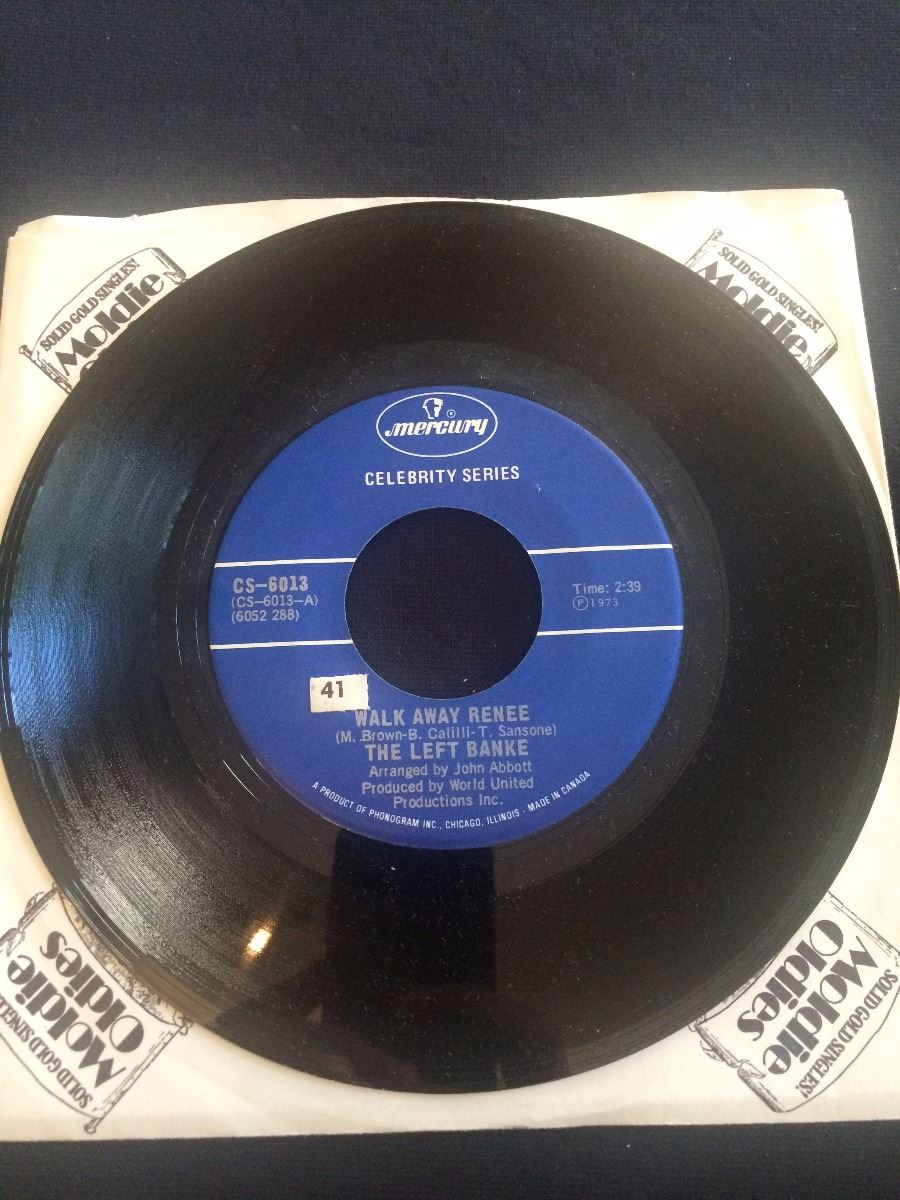 SOLID GOLD SINGLES!
Moldie
SOLID GOLD SINGLES!
Moldie
mercury ®
CELEBRITY SERIES
CS-6013
(CS-6013-A)
(6052 288)
Time: 2:39
Ⓟ1973
41
WALK AWAY RENEE
(M. Brown-B. Calilli-T. Sansone)
THE LEFT BANKE
Arranged by John Abbott
Produced by World United
Productions Inc.
A PRODUCT OF PHONOGRAM INC., CHICAGO, ILLINOIS · MADE IN CANADA
Oldies
Moldie
SOLID GOLD SINGLES
Oldies
Moldie
SOLID GOLD SINGLES!